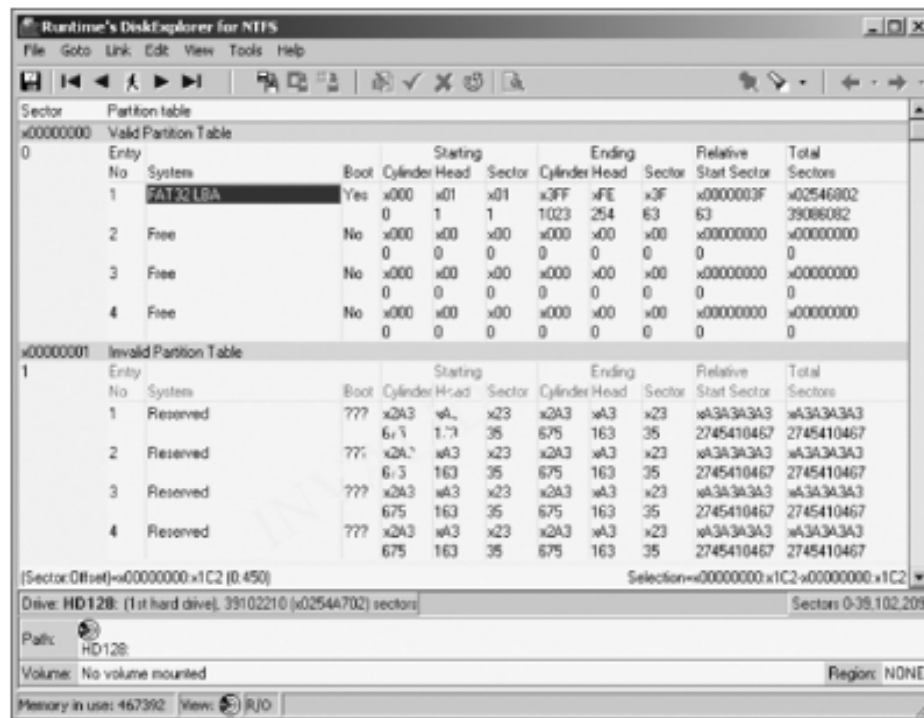 Runtime's DiskExplorer for NTFS
File Goto Link Edit View Tools Help
Sector Partition table
x00000000 Valid Partition Table
0 Entry Starting Ending Relative Total
No System Boot Cylinder Head Sector Cylinder Head Sector Start Sector Sectors
1 FAT32 LBA Yes x000 x01 x01 x3FF xFE x3F x0000003F x02546802
0 1 1 1023 254 63 63 39086082
2 Free No x000 x00 x00 x000 x00 x00 x00000000 x00000000
0 0 0 0 0 0 0 0
3 Free No x000 x00 x00 x000 x00 x00 x00000000 x00000000
0 0 0 0 0 0 0 0
4 Free No x000 x00 x00 x000 x00 x00 x00000000 x00000000
0 0 0 0 0 0 0 0
x00000001 Invalid Partition Table
1 Entry Starting Ending Relative Total
No System Boot Cylinder Head Sector Cylinder Head Sector Start Sector Sectors
1 Reserved ??? x2A3 x23 x2A3 xA3 x23 xA3A3A3A3 xA3A3A3A3
35 675 163 35 2745410467 2745410467
2 Reserved xA3 x23 x2A3 xA3 x23 xA3A3A3A3 xA3A3A3A3
163 35 675 163 35 2745410467 2745410467
3 Reserved ??? x2A3 xA3 x23 x2A3 xA3 x23 xA3A3A3A3 xA3A3A3A3
675 163 35 675 163 35 2745410467 2745410467
4 Reserved ??? x2A3 xA3 x23 x2A3 xA3 x23 xA3A3A3A3 xA3A3A3A3
675 163 35 675 163 35 2745410467 2745410467
(Sector:Offset)=x00000000:x1C2 (0:450) Selection=x00000000:x1C2-x00000000:x1C2
Drive: HD128: (1st hard drive), 39102210 (x0254A702) sectors Sectors 0-39,102,209
Path: HD128:
Volume: No volume mounted Region: NONE
Memory in use: 467392 View: R/O